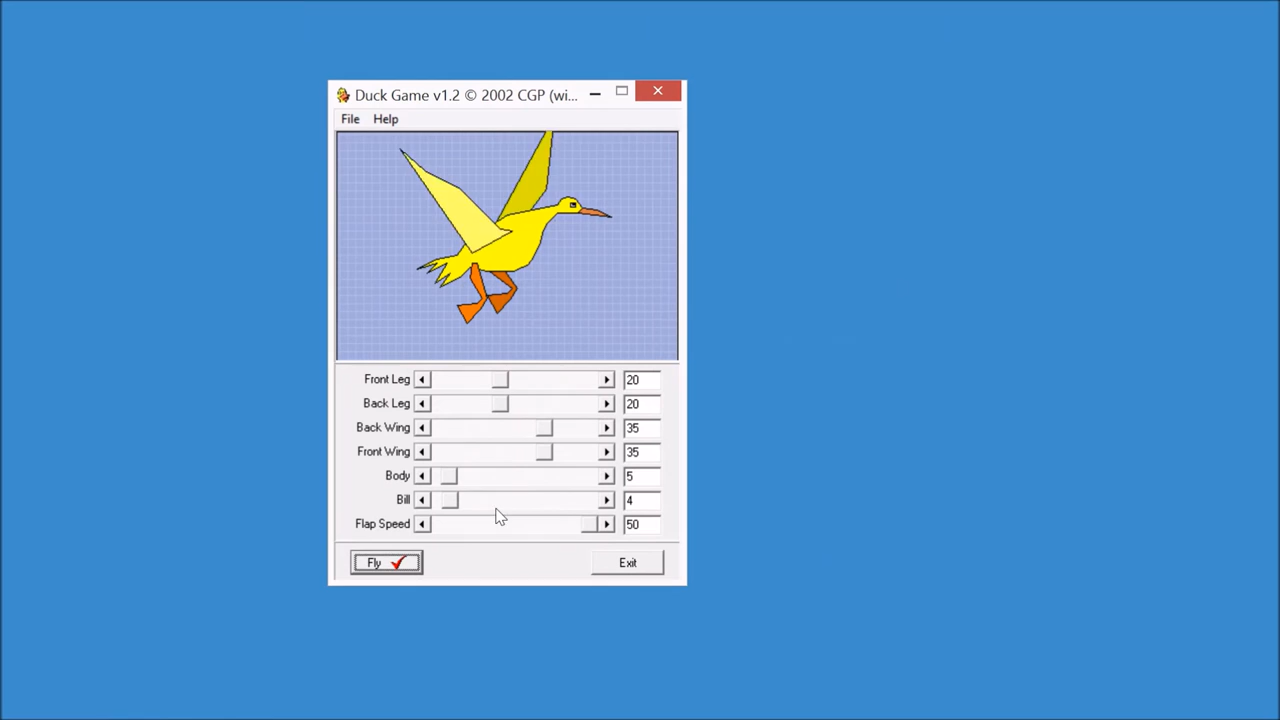 Duck Game v1.2 © 2002 CGP (wi...
File Help
Front Leg 20
Back Leg 20
Back Wing 35
Front Wing 35
Body 5
Bill 4
Flap Speed 50
Fly Exit